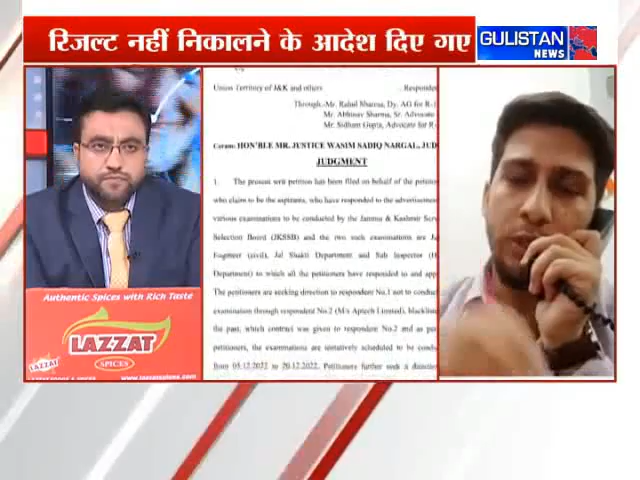 रिजल्ट नहीं निकालने के आदेश दिए गए
GULISTAN
NEWS
Union Territory of J&K and others
Responden
Through:-Mr. Rahil Sharma, Dy. AG for R-1
Mr. Abhinav Sharma, Sr. Advocate
Mr. Sidhant Gupta, Advocate for R-
Coram: HON'BLE MR. JUSTICE WASIM SADIQ NARGAL, JUD
JUDGMENT
1. The present writ petition has been filed on behalf of the petition
who claim to be the aspirants, who have responded to the advertisement
various examinations to be conducted by the Jammu & Kashmir Serv
Selection Board (JKSSB) and the two such examinations are Ju
Engineer (civil), Jal Shakti Department and Sub Inspector (H
Department) to which all the petitioners have responded to and app
The petitioners are seeking direction to respondent No.1 not to conduct
examination through respondent No.2 (M/s Aptech Limited), blacklist
the past, which contract was given to respondent No.2 and as per
petitioners, the examinations are tentatively scheduled to be condu
from 05.12.2022 to 20.12.2022. Petitioners further seek a direction
Authentic Spices with Rich Taste
LAZZAT
SPICES
LAZZAT